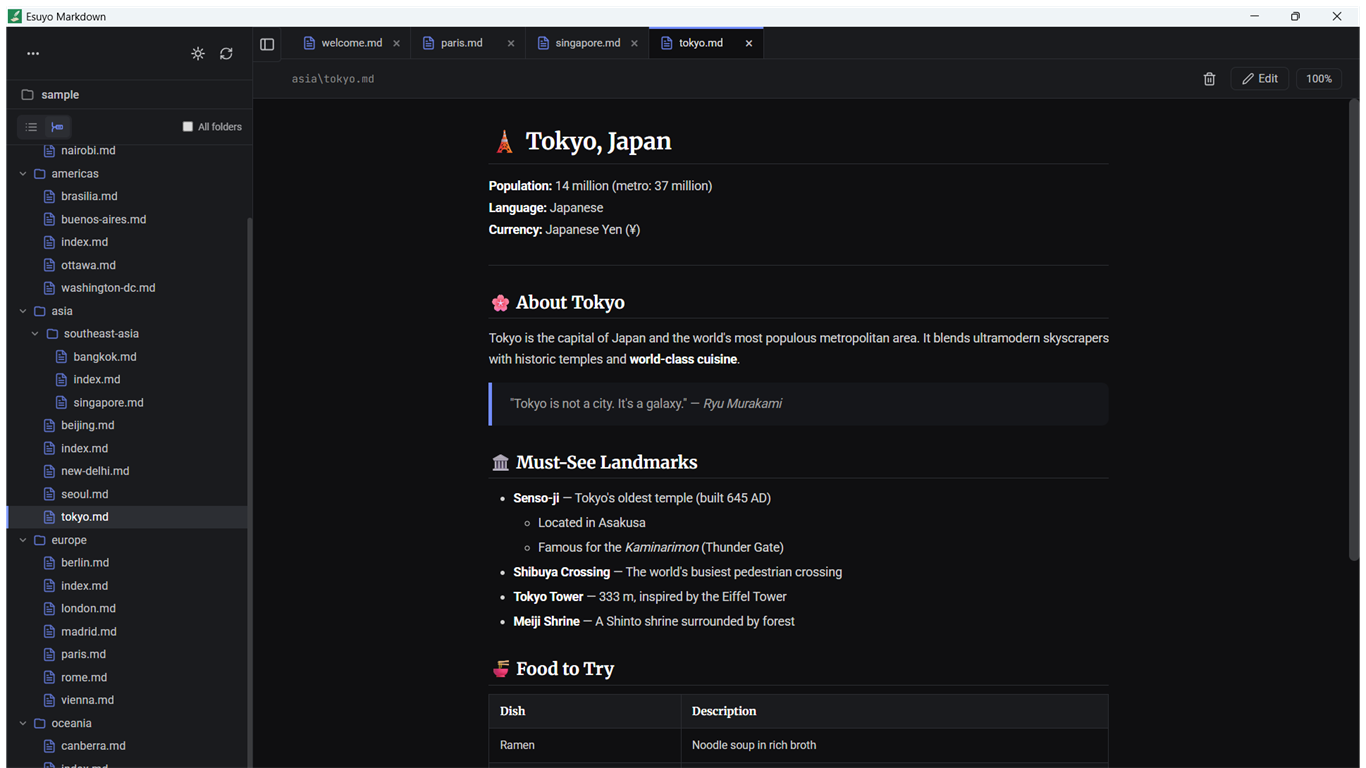 Esuyo Markdown
welcome.md
paris.md
singapore.md
tokyo.md
asia\tokyo.md
Edit
100%
sample
All folders
nairobi.md
americas
brasilia.md
buenos-aires.md
index.md
ottawa.md
washington-dc.md
asia
southeast-asia
bangkok.md
index.md
singapore.md
beijing.md
index.md
new-delhi.md
seoul.md
tokyo.md
europe
berlin.md
index.md
london.md
madrid.md
paris.md
rome.md
vienna.md
oceania
canberra.md
index.md
Tokyo, Japan
Population: 14 million (metro: 37 million)
Language: Japanese
Currency: Japanese Yen (¥)
About Tokyo
Tokyo is the capital of Japan and the world's most populous metropolitan area. It blends ultramodern skyscrapers
with historic temples and world-class cuisine.
"Tokyo is not a city. It's a galaxy." — Ryu Murakami
Must-See Landmarks
Senso-ji — Tokyo's oldest temple (built 645 AD)
Located in Asakusa
Famous for the Kaminarimon (Thunder Gate)
Shibuya Crossing — The world's busiest pedestrian crossing
Tokyo Tower — 333 m, inspired by the Eiffel Tower
Meiji Shrine — A Shinto shrine surrounded by forest
Food to Try
Dish Description
Ramen Noodle soup in rich broth